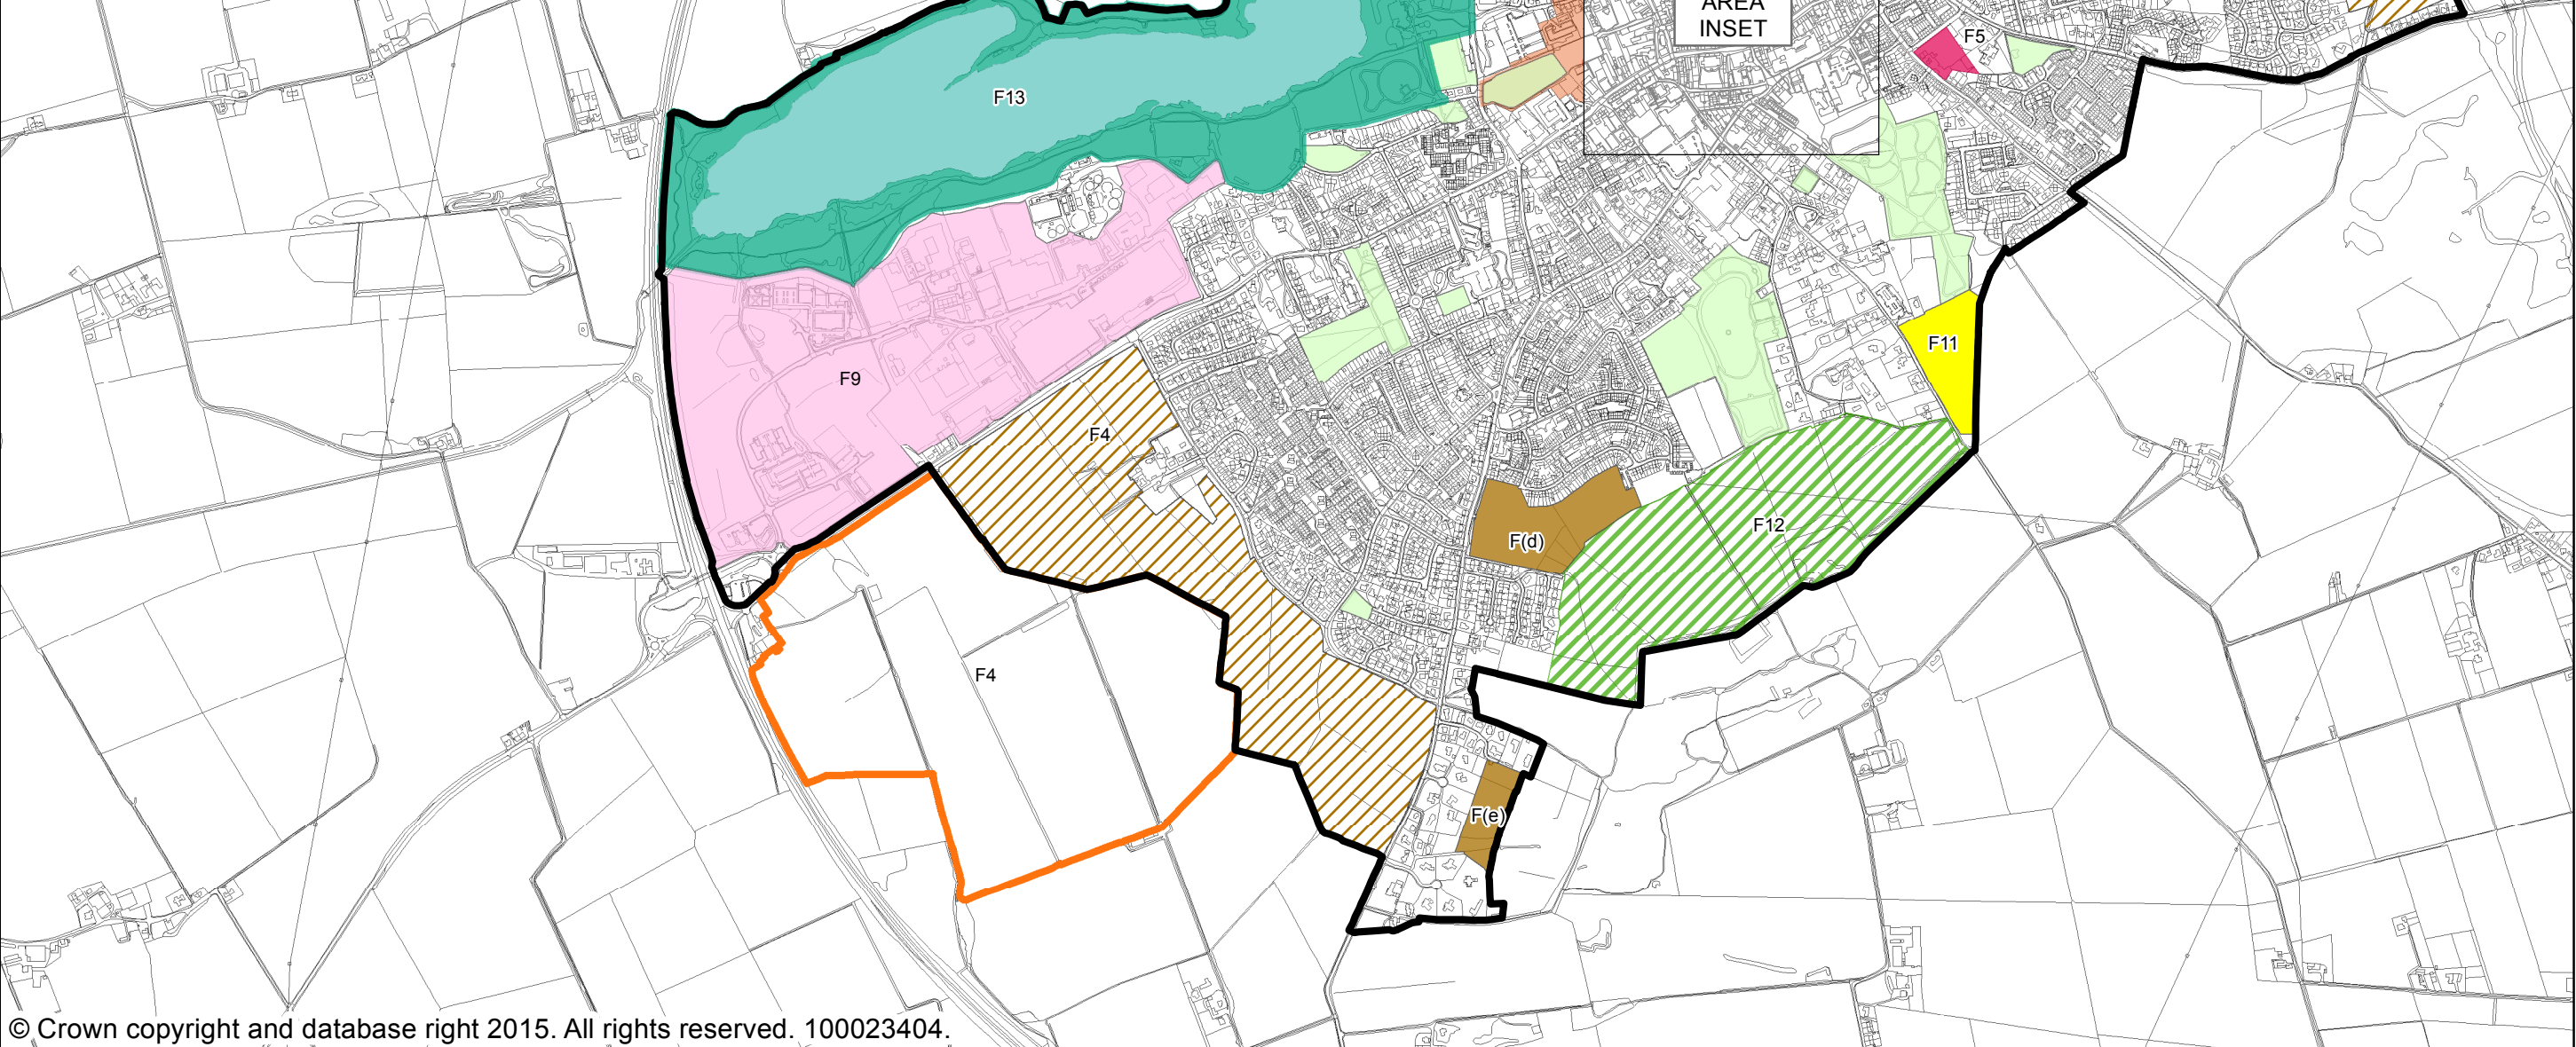 AREA
INSET
F5
F13
F11
F9
F4
F12
F(d)
F4
F(e)
© Crown copyright and database right 2015. All rights reserved. 100023404.